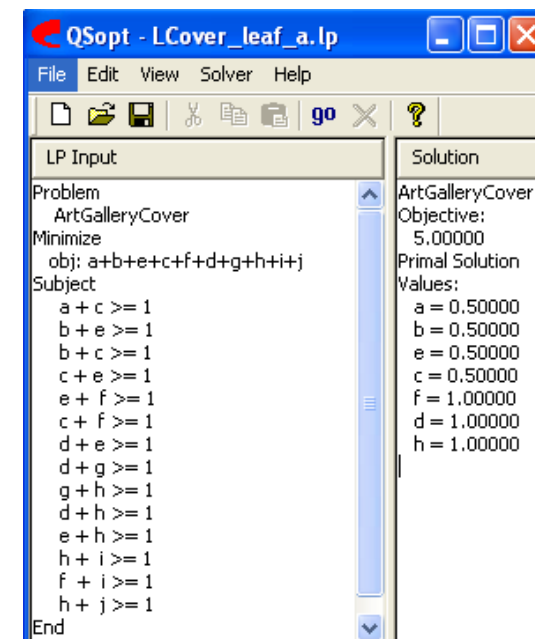 QSopt - LCover_leaf_a.lp
File Edit View Solver Help
go
LP Input
Problem
ArtGalleryCover
Minimize
obj: a+b+e+c+f+d+g+h+i+j
Subject
a + c >= 1
b + e >= 1
b + c >= 1
c + e >= 1
e + f >= 1
c + f >= 1
d + e >= 1
d + g >= 1
g + h >= 1
d + h >= 1
e + h >= 1
h + i >= 1
f + i >= 1
h + j >= 1
End
Solution
ArtGalleryCover
Objective:
5.00000
Primal Solution
Values:
a = 0.50000
b = 0.50000
e = 0.50000
c = 0.50000
f = 1.00000
d = 1.00000
h = 1.00000